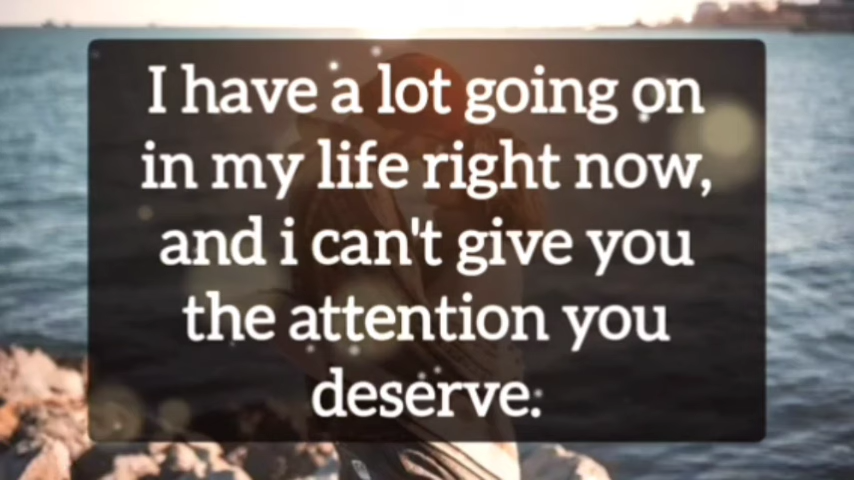 I have a lot going on
in my life right now,
and i can't give you
the attention you
deserve.